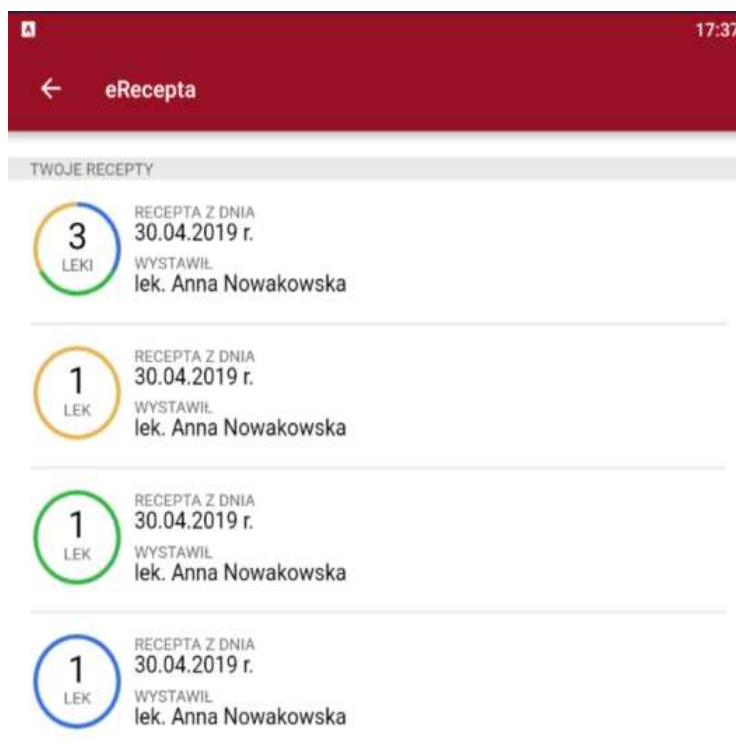 A
17:37
eRecepta
TWOJE RECEPTY
3
LEKI
RECEPTA Z DNIA
30.04.2019 r.
WYSTAWIŁ
lek. Anna Nowakowska
1
LEK
RECEPTA Z DNIA
30.04.2019 r.
WYSTAWIŁ
lek. Anna Nowakowska
1
LEK
RECEPTA Z DNIA
30.04.2019 r.
WYSTAWIŁ
lek. Anna Nowakowska
1
LEK
RECEPTA Z DNIA
30.04.2019 r.
WYSTAWIŁ
lek. Anna Nowakowska